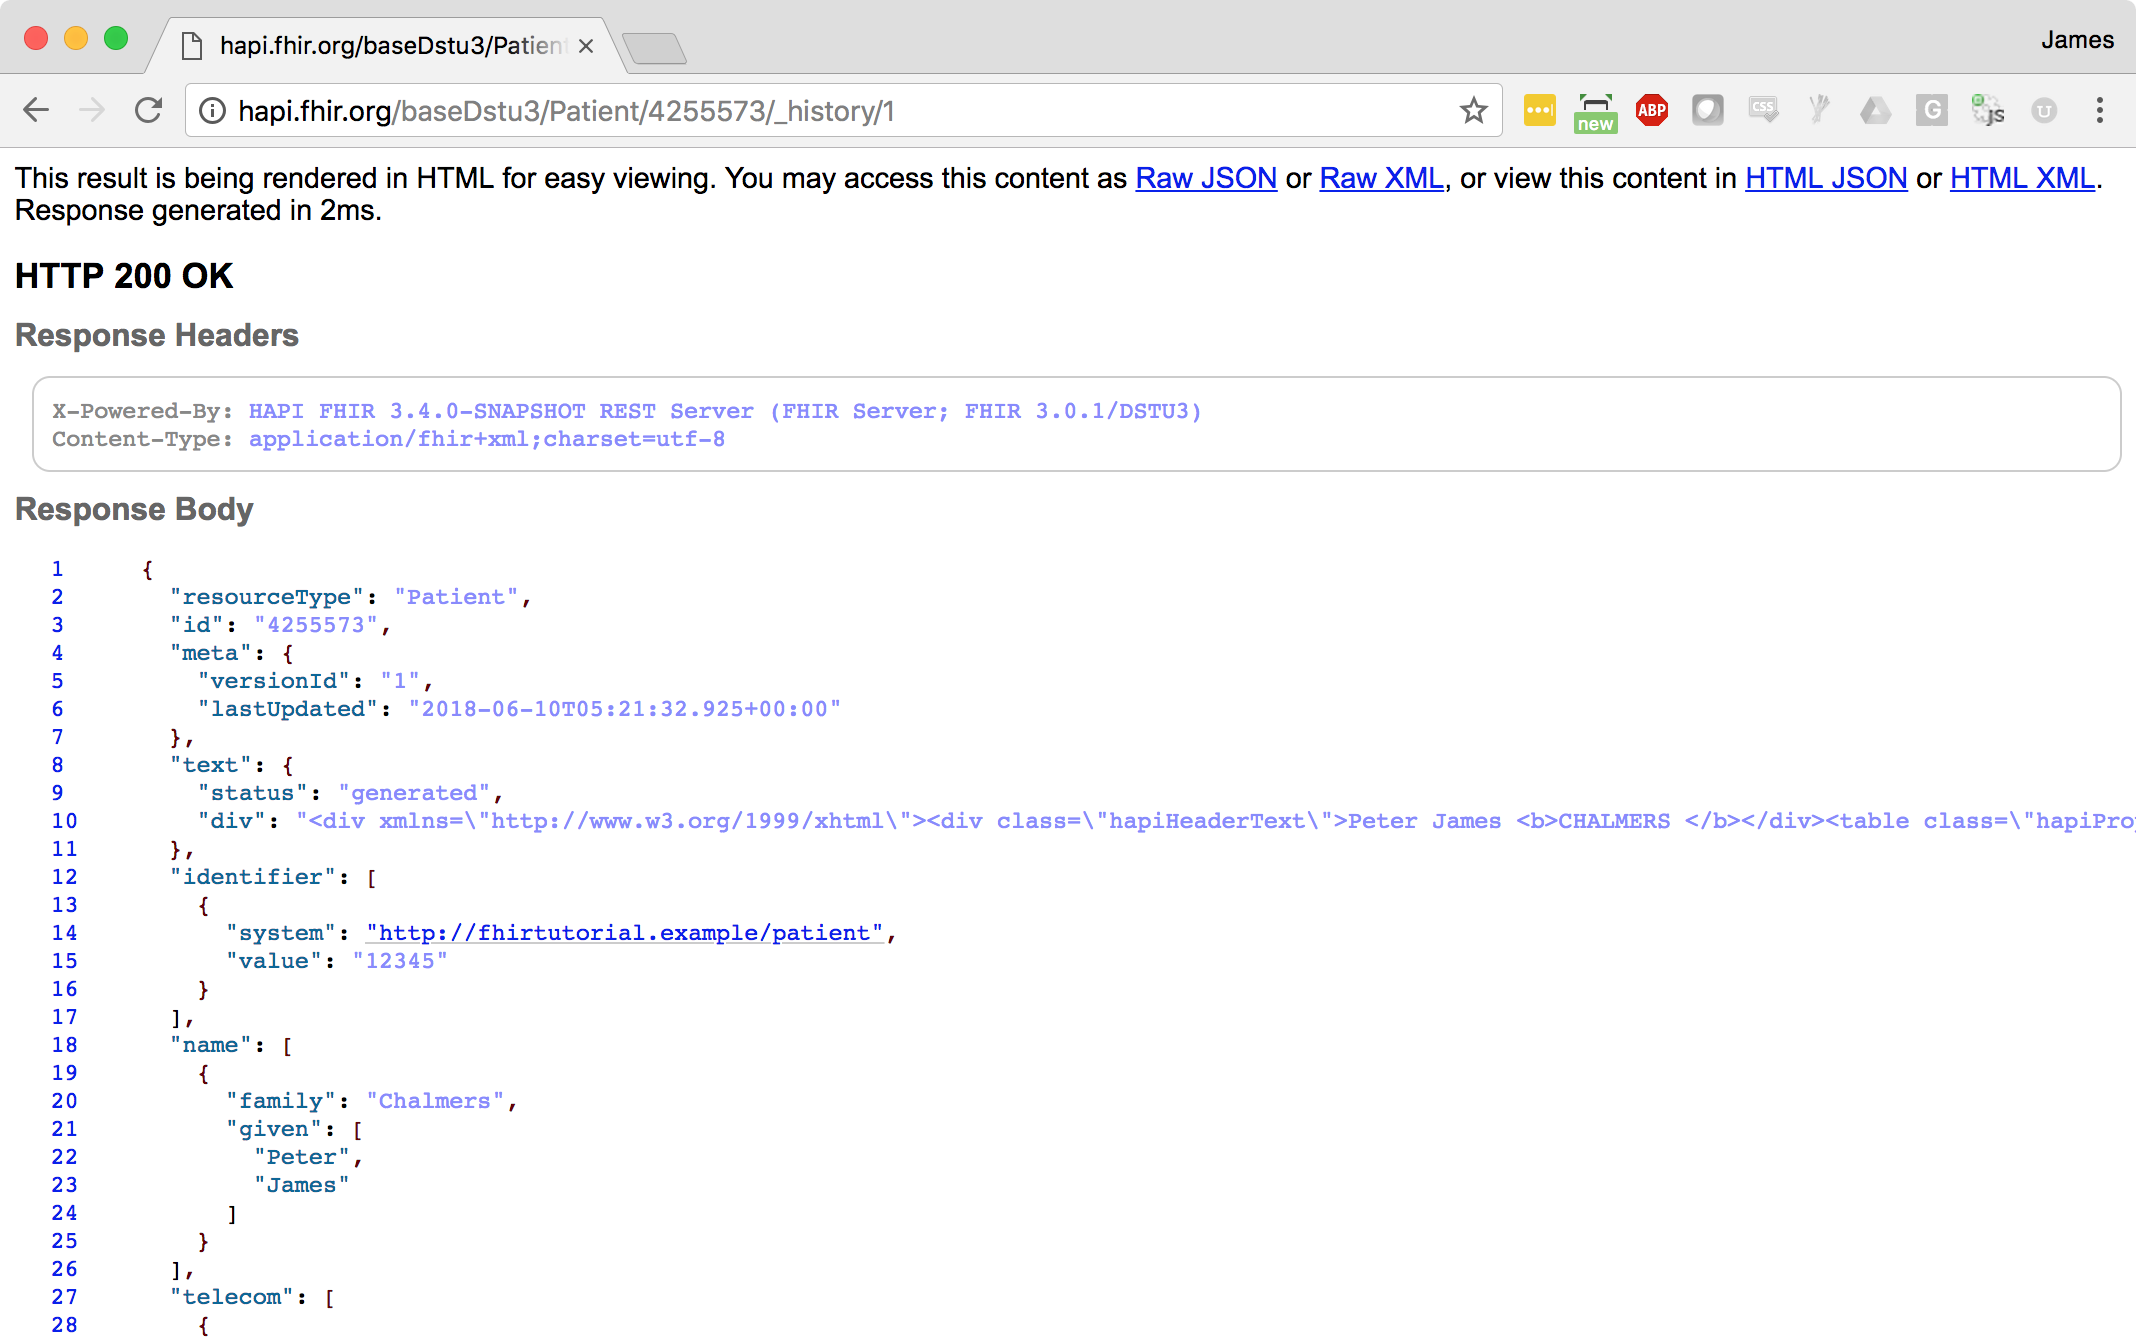 hapi.fhir.org/baseDstu3/Patien
James
hapi.fhir.org/baseDstu3/Patient/4255573/_history/1
new
ABP
CSS
G
js
U
This result is being rendered in HTML for easy viewing. You may access this content as Raw JSON or Raw XML, or view this content in HTML JSON or HTML XML.
Response generated in 2ms.
HTTP 200 OK
Response Headers
X-Powered-By: HAPI FHIR 3.4.0-SNAPSHOT REST Server (FHIR Server; FHIR 3.0.1/DSTU3)
Content-Type: application/fhir+xml;charset=utf-8
Response Body
1 {
2 "resourceType": "Patient",
3 "id": "4255573",
4 "meta": {
5 "versionId": "1",
6 "lastUpdated": "2018-06-10T05:21:32.925+00:00"
7 },
8 "text": {
9 "status": "generated",
10 "div": "<div xmlns=\"http://www.w3.org/1999/xhtml\"><div class=\"hapiHeaderText\">Peter James <b>CHALMERS </b></div><table class=\"hapiProp
11 },
12 "identifier": [
13 {
14 "system": "http://fhirtutorial.example/patient",
15 "value": "12345"
16 }
17 ],
18 "name": [
19 {
20 "family": "Chalmers",
21 "given": [
22 "Peter",
23 "James"
24 ]
25 }
26 ],
27 "telecom": [
28 {